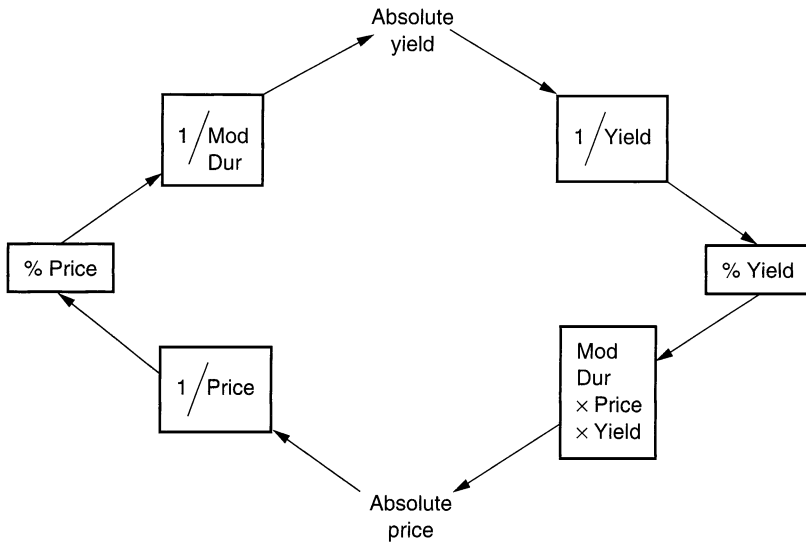 Absolute
yield
1/Mod
Dur
1/Yield
% Price
% Yield
1/Price
Mod
Dur
× Price
× Yield
Absolute
price